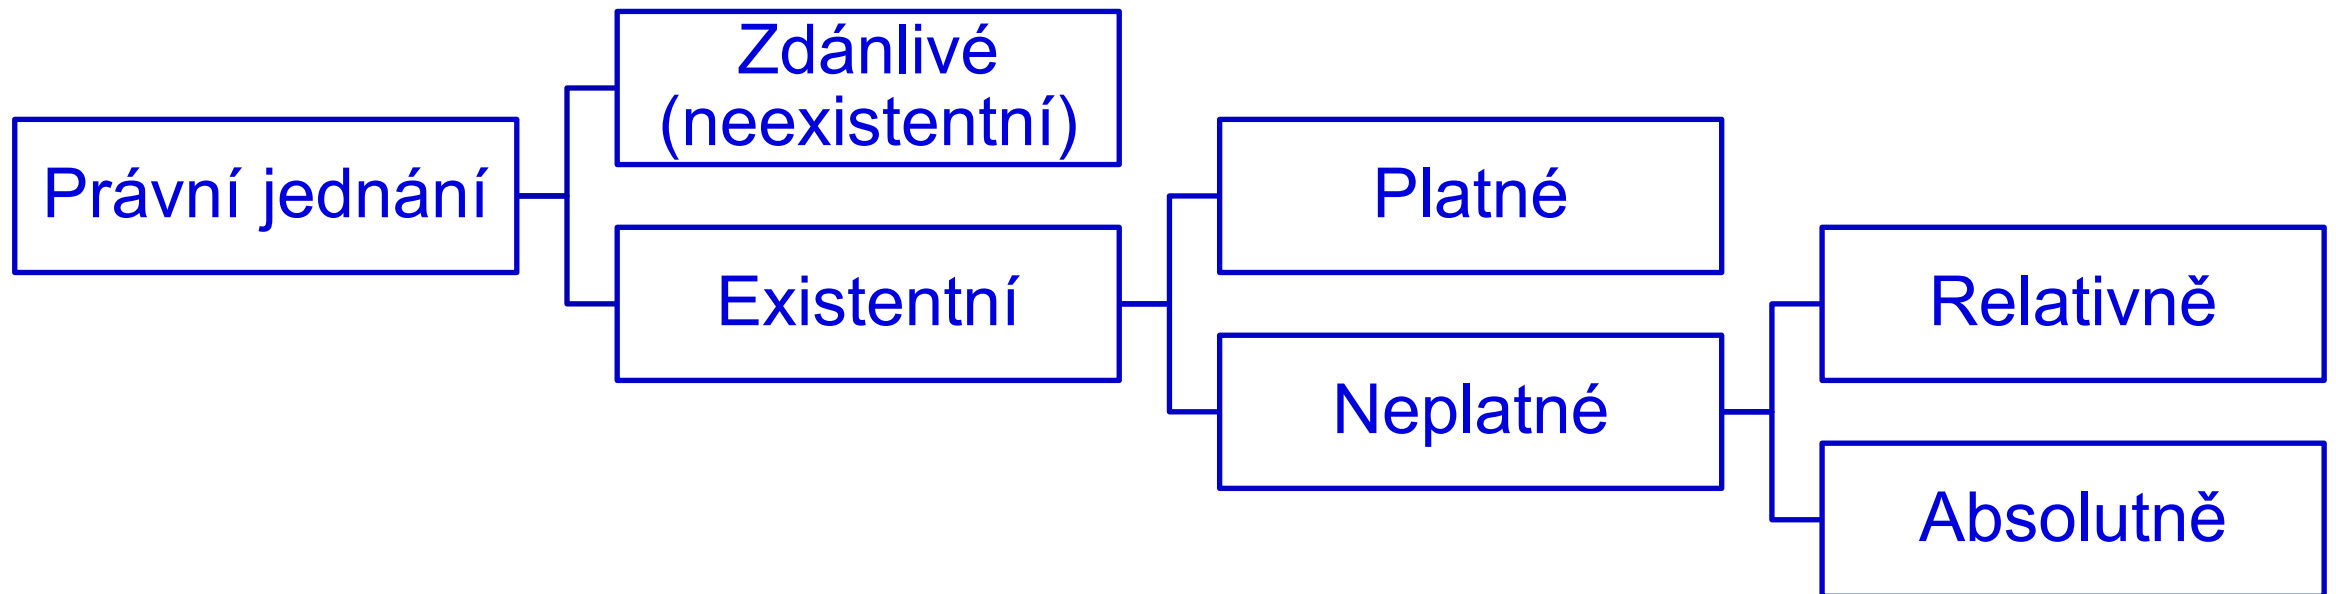 Právní jednání
Zdánlivé
(neexistentní)
Existentní
Platné
Neplatné
Relativně
Absolutně